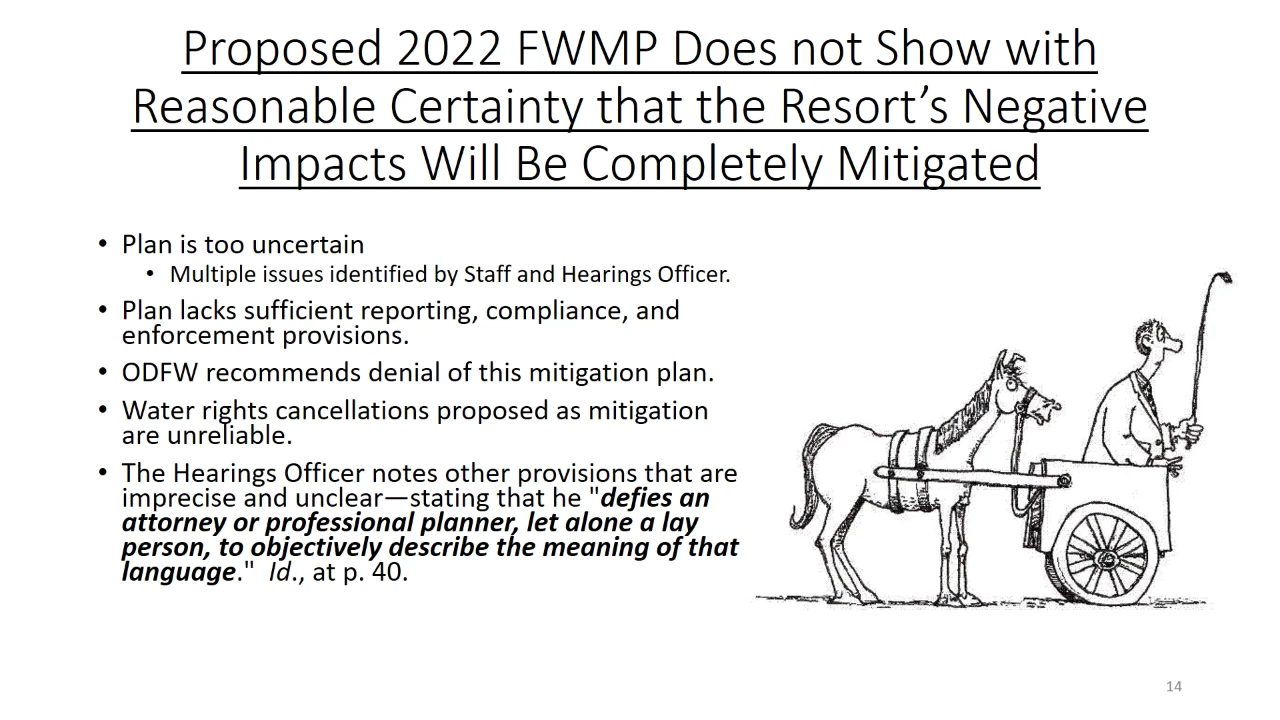 Proposed 2022 FWMP Does not Show with
Reasonable Certainty that the Resort’s Negative
Impacts Will Be Completely Mitigated
• Plan is too uncertain
• Multiple issues identified by Staff and Hearings Officer.
• Plan lacks sufficient reporting, compliance, and
enforcement provisions.
• ODFW recommends denial of this mitigation plan.
• Water rights cancellations proposed as mitigation
are unreliable.
• The Hearings Officer notes other provisions that are
imprecise and unclear—stating that he "defies an
attorney or professional planner, let alone a lay
person, to objectively describe the meaning of that
language." Id., at p. 40.
14